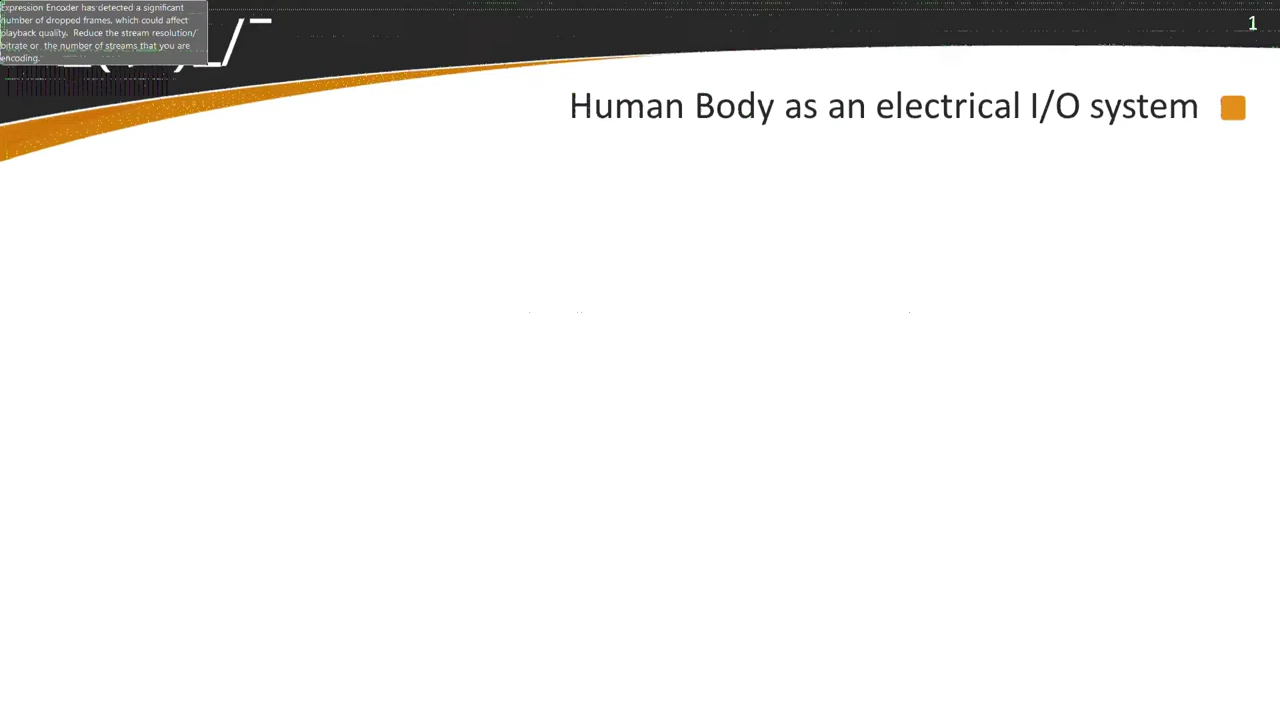 Expression Encoder has detected a significant
number of dropped frames, which could affect
playback quality. Reduce the stream resolution/
bitrate or the number of streams that you are
encoding.
1
Human Body as an electrical I/O system